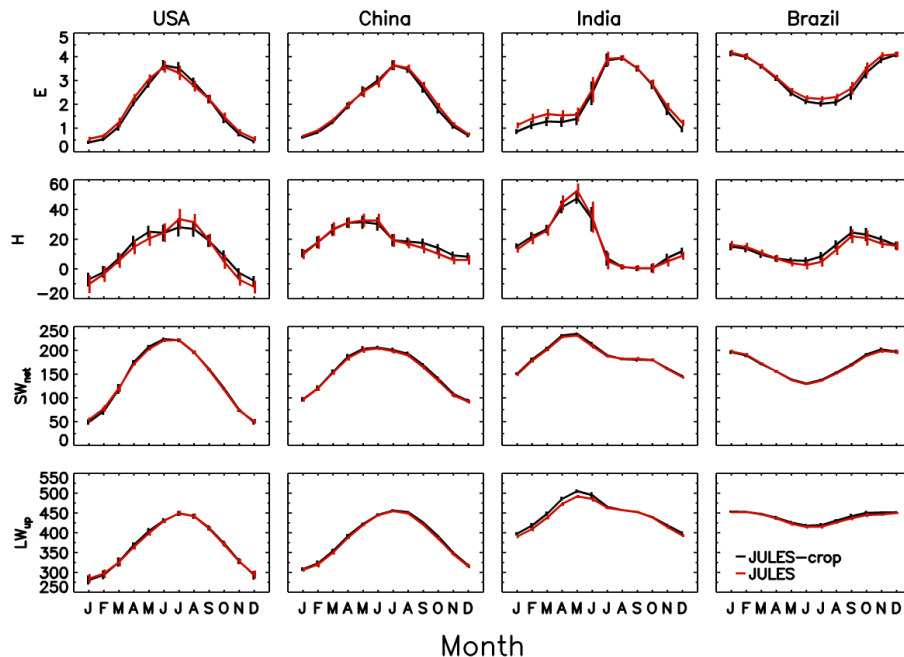 USA China India Brazil
5
4
3
2
1
0
E
60
40
20
0
−20
H
250
200
150
100
50
0
SWnet
550
500
450
400
350
300
250
LWup
JULES−crop
JULES
J F M A M J J A S O N D J F M A M J J A S O N D J F M A M J J A S O N D J F M A M J J A S O N D
Month